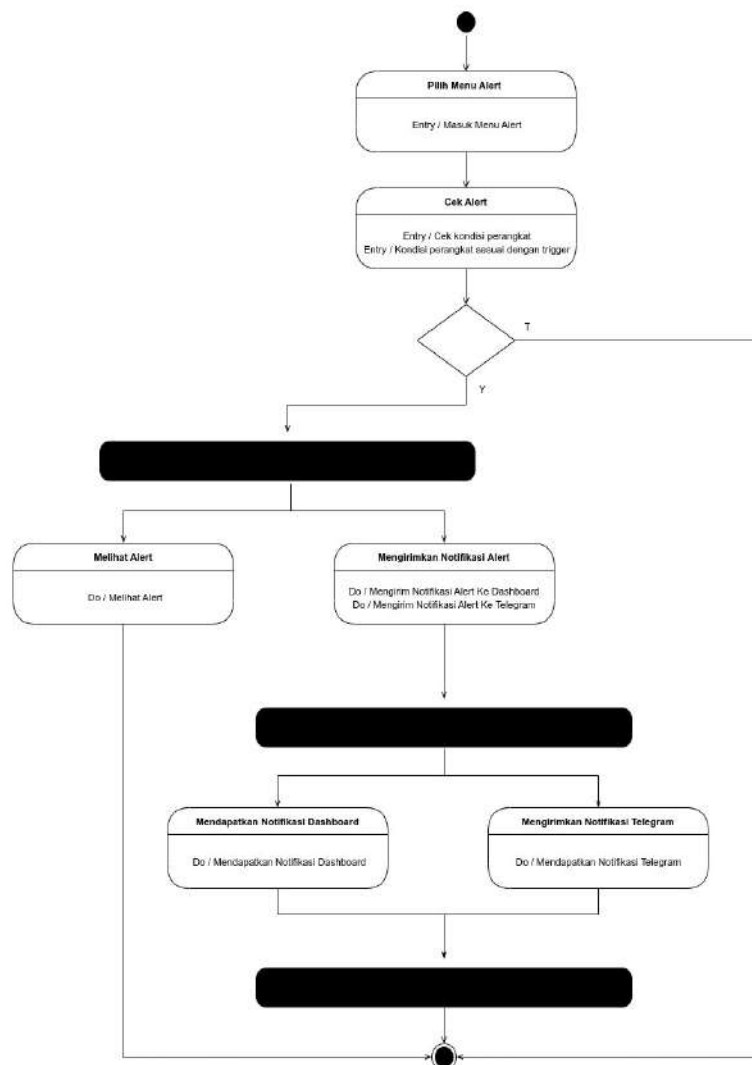 Pilih Menu Alert
Entry / Masuk Menu Alert
Cek Alert
Entry / Cek kondisi perangkat
Entry / Kondisi perangkat sesuai dengan trigger
T
Y
Melihat Alert
Do / Melihat Alert
Mengirimkan Notifikasi Alert
Do / Mengirim Notifikasi Alert Ke Dashboard
Do / Mengirim Notifikasi Alert Ke Telegram
Mendapatkan Notifikasi Dashboard
Do / Mendapatkan Notifikasi Dashboard
Mengirimkan Notifikasi Telegram
Do / Mendapatkan Notifikasi Telegram